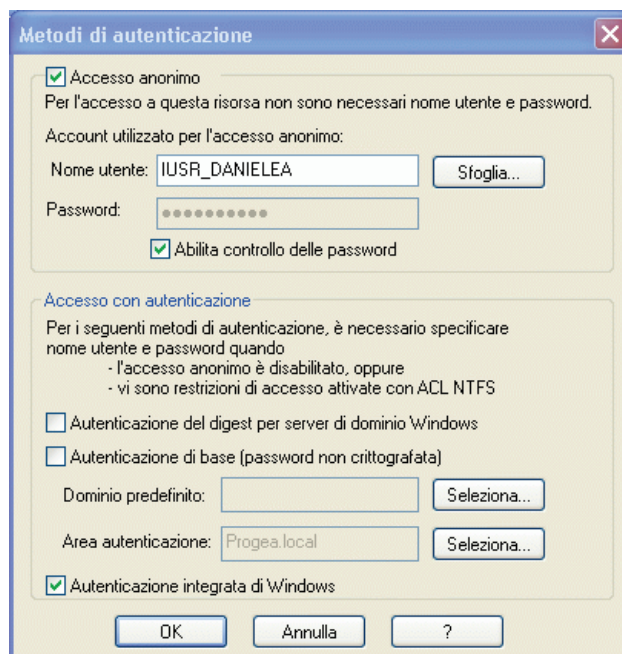 Metodi di autenticazione
Accesso anonimo
Per l'accesso a questa risorsa non sono necessari nome utente e password.
Account utilizzato per l'accesso anonimo:
Nome utente: IUSR_DANIELEA Sfoglia...
Password: ●●●●●●●●●●
Abilita controllo delle password
Accesso con autenticazione
Per i seguenti metodi di autenticazione, è necessario specificare
nome utente e password quando
- l'accesso anonimo è disabilitato, oppure
- vi sono restrizioni di accesso attivate con ACL NTFS
Autenticazione del digest per server di dominio Windows
Autenticazione di base (password non crittografata)
Dominio predefinito: Seleziona...
Area autenticazione: Progea.local Seleziona...
Autenticazione integrata di Windows
OK Annulla ?